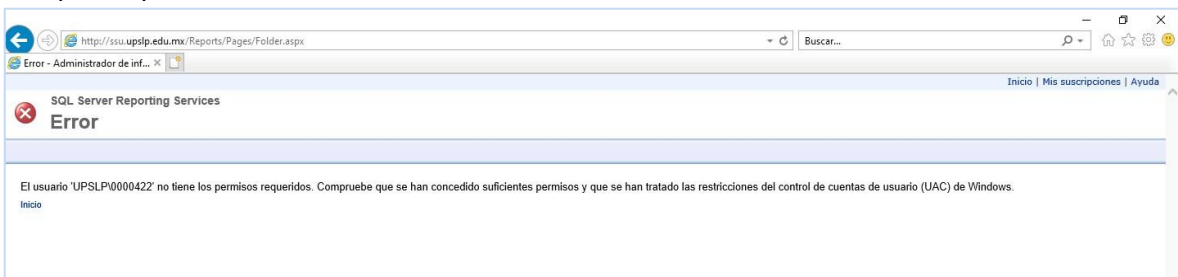 http://ssu.upslp.edu.mx/Reports/Pages/Folder.aspx
Buscar...
Error - Administrador de inf...
Inicio | Mis suscripciones | Ayuda
SQL Server Reporting Services
Error
El usuario 'UPSLP\0000422' no tiene los permisos requeridos. Compruebe que se han concedido suficientes permisos y que se han tratado las restricciones del control de cuentas de usuario (UAC) de Windows.
Inicio